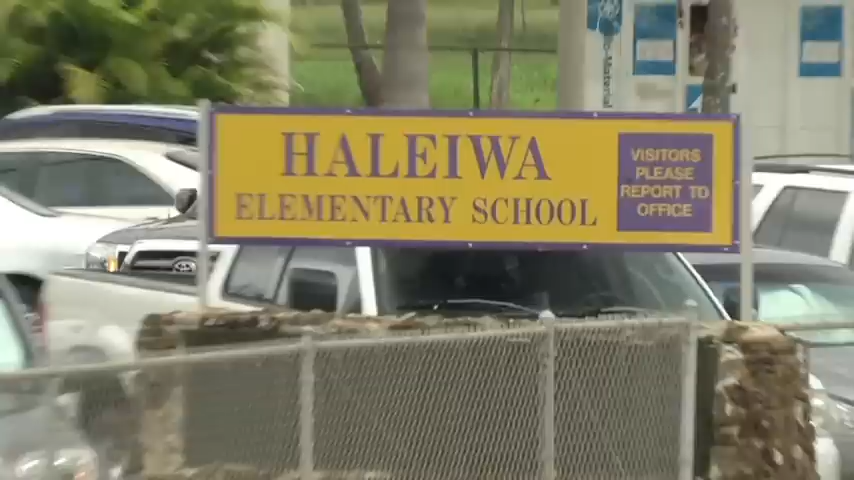 HALEIWA
ELEMENTARY SCHOOL
VISITORS
PLEASE
REPORT TO
OFFICE